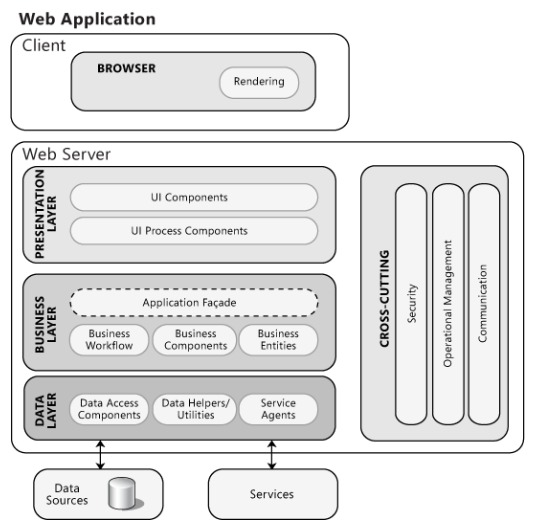 Web Application
Client
BROWSER
Rendering
Web Server
PRESENTATION
LAYER
UI Components
UI Process Components
BUSINESS
LAYER
Application Façade
Business
Workflow
Business
Components
Business
Entities
DATA
LAYER
Data Access
Components
Data Helpers/
Utilities
Service
Agents
CROSS-CUTTING
Security
Operational Management
Communication
Data
Sources
Services